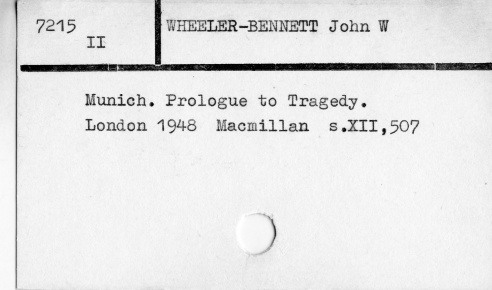 7215
II
WHEELER-BENNETT John W
Munich. Prologue to Tragedy.
London 1948 Macmillan s.XII,507